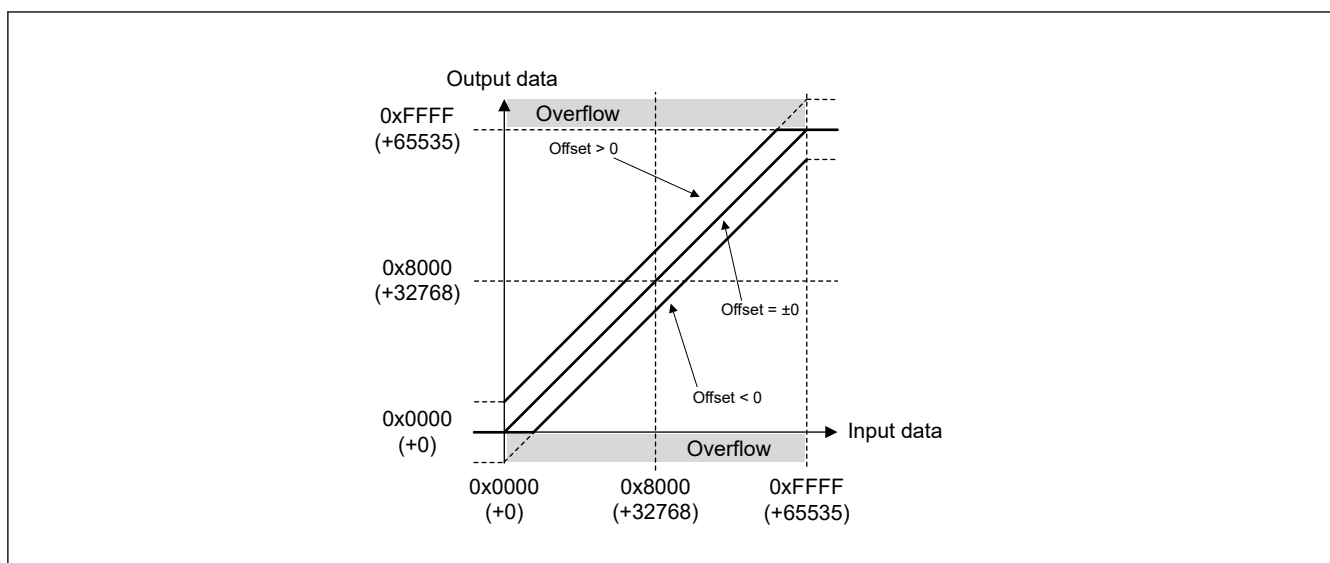 Output data
0xFFFF
(+65535)
Overflow
Offset > 0
0x8000
(+32768)
Offset = ±0
Offset < 0
0x0000
(+0)
Input data
Overflow
0x0000
(+0)
0x8000
(+32768)
0xFFFF
(+65535)